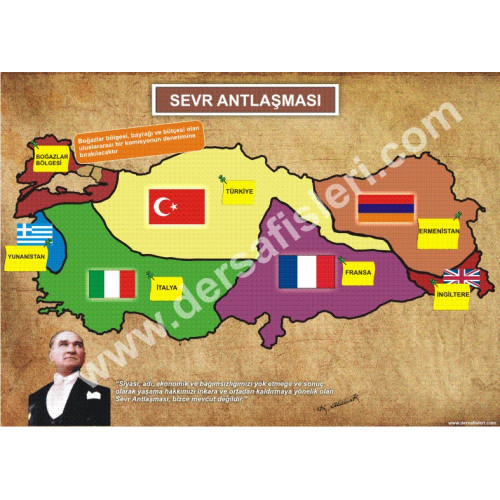 SEVR ANTLAŞMASI
Boğazlar bölgesi, bayrağı ve bütçesi olan
uluslararası bir komisyonun denetimine
bırakılacaktır
BOĞAZLAR
BÖLGESİ
TÜRKİYE
ERMENİSTAN
YUNANİSTAN
İTALYA
FRANSA
İNGİLTERE
"Siyasi, adli, ekonomik ve bağımsızlığımızı yok etmeye ve sonuç
olarak yaşama hakkımızı inkara ve ortadan kaldırmaya yönelik olan
Sevr Antlaşması, bizce mevcut değildir."
www.dersafisleri.com
www.dersafisleri.com